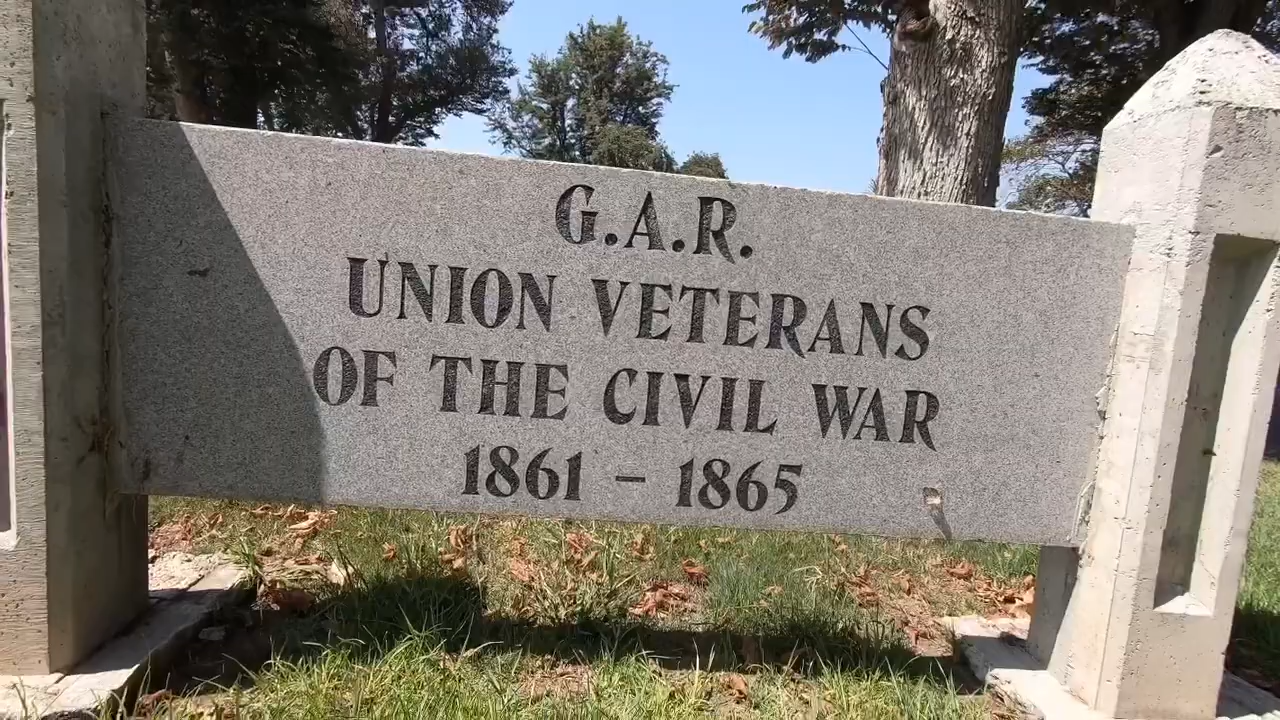 G.A.R.
UNION VETERANS
OF THE CIVIL WAR
1861 – 1865